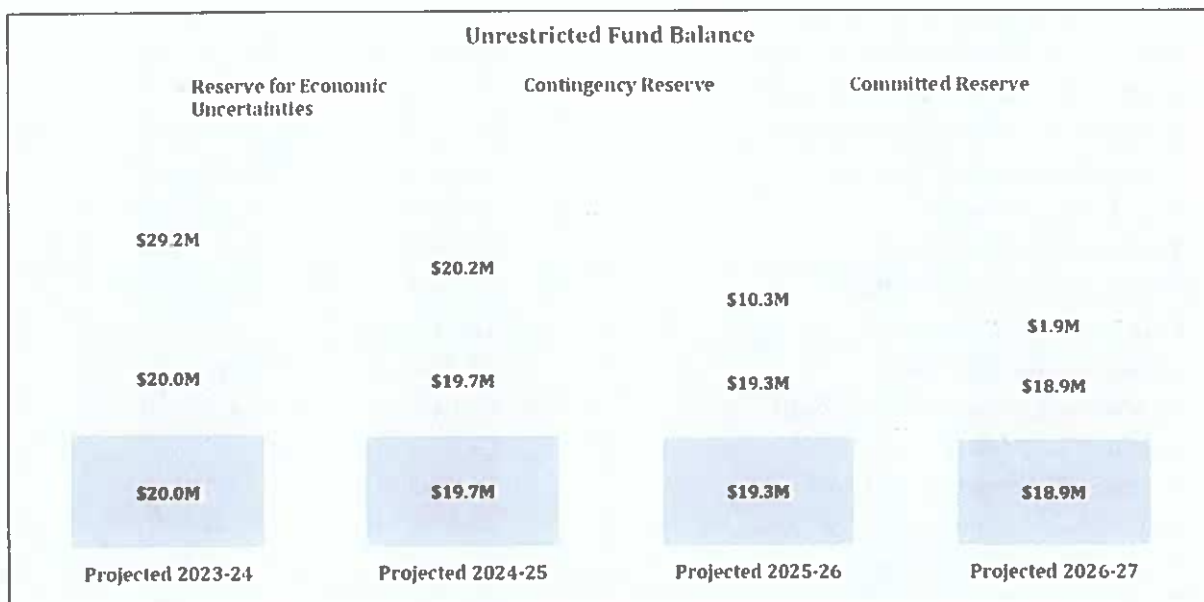 Unrestricted Fund Balance
Reserve for Economic
Uncertainties
Contingency Reserve
Committed Reserve
$29.2M
$20.2M
$10.3M
$1.9M
$20.0M
$19.7M
$19.3M
$18.9M
$20.0M
$19.7M
$19.3M
$18.9M
Projected 2023-24
Projected 2024-25
Projected 2025-26
Projected 2026-27